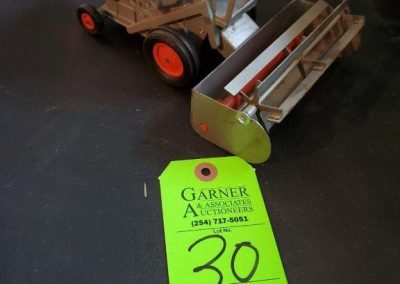 GARNER
& ASSOCIATES
AUCTIONEERS
(254) 717-5051
Lot No.
30